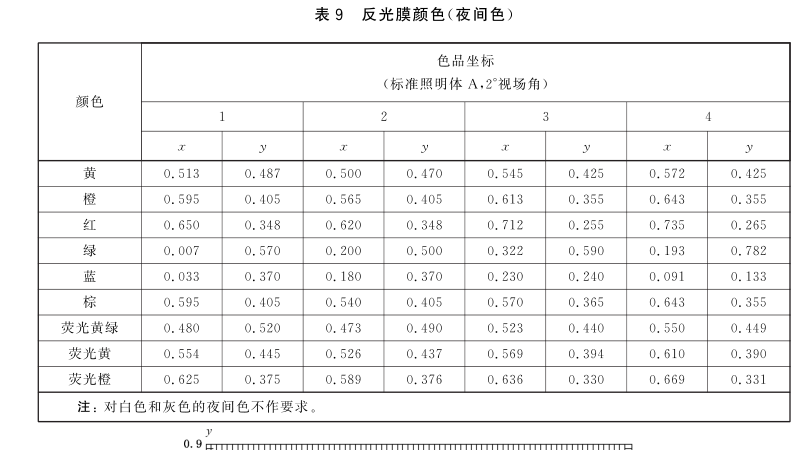 表 9 反光膜颜色(夜间色)
颜色 色品坐标
(标准照明体 A,2°视场角)
1 2 3 4
x y x y x y x y
黄 0.513 0.487 0.500 0.470 0.545 0.425 0.572 0.425
橙 0.595 0.405 0.565 0.405 0.613 0.355 0.643 0.355
红 0.650 0.348 0.620 0.348 0.712 0.255 0.735 0.265
绿 0.007 0.570 0.200 0.500 0.322 0.590 0.193 0.782
蓝 0.033 0.370 0.180 0.370 0.230 0.240 0.091 0.133
棕 0.595 0.405 0.540 0.405 0.570 0.365 0.643 0.355
荧光黄绿 0.480 0.520 0.473 0.490 0.523 0.440 0.550 0.449
荧光黄 0.554 0.445 0.526 0.437 0.569 0.394 0.610 0.390
荧光橙 0.625 0.375 0.589 0.376 0.636 0.330 0.669 0.331
注:对白色和灰色的夜间色不作要求。
y
0.9